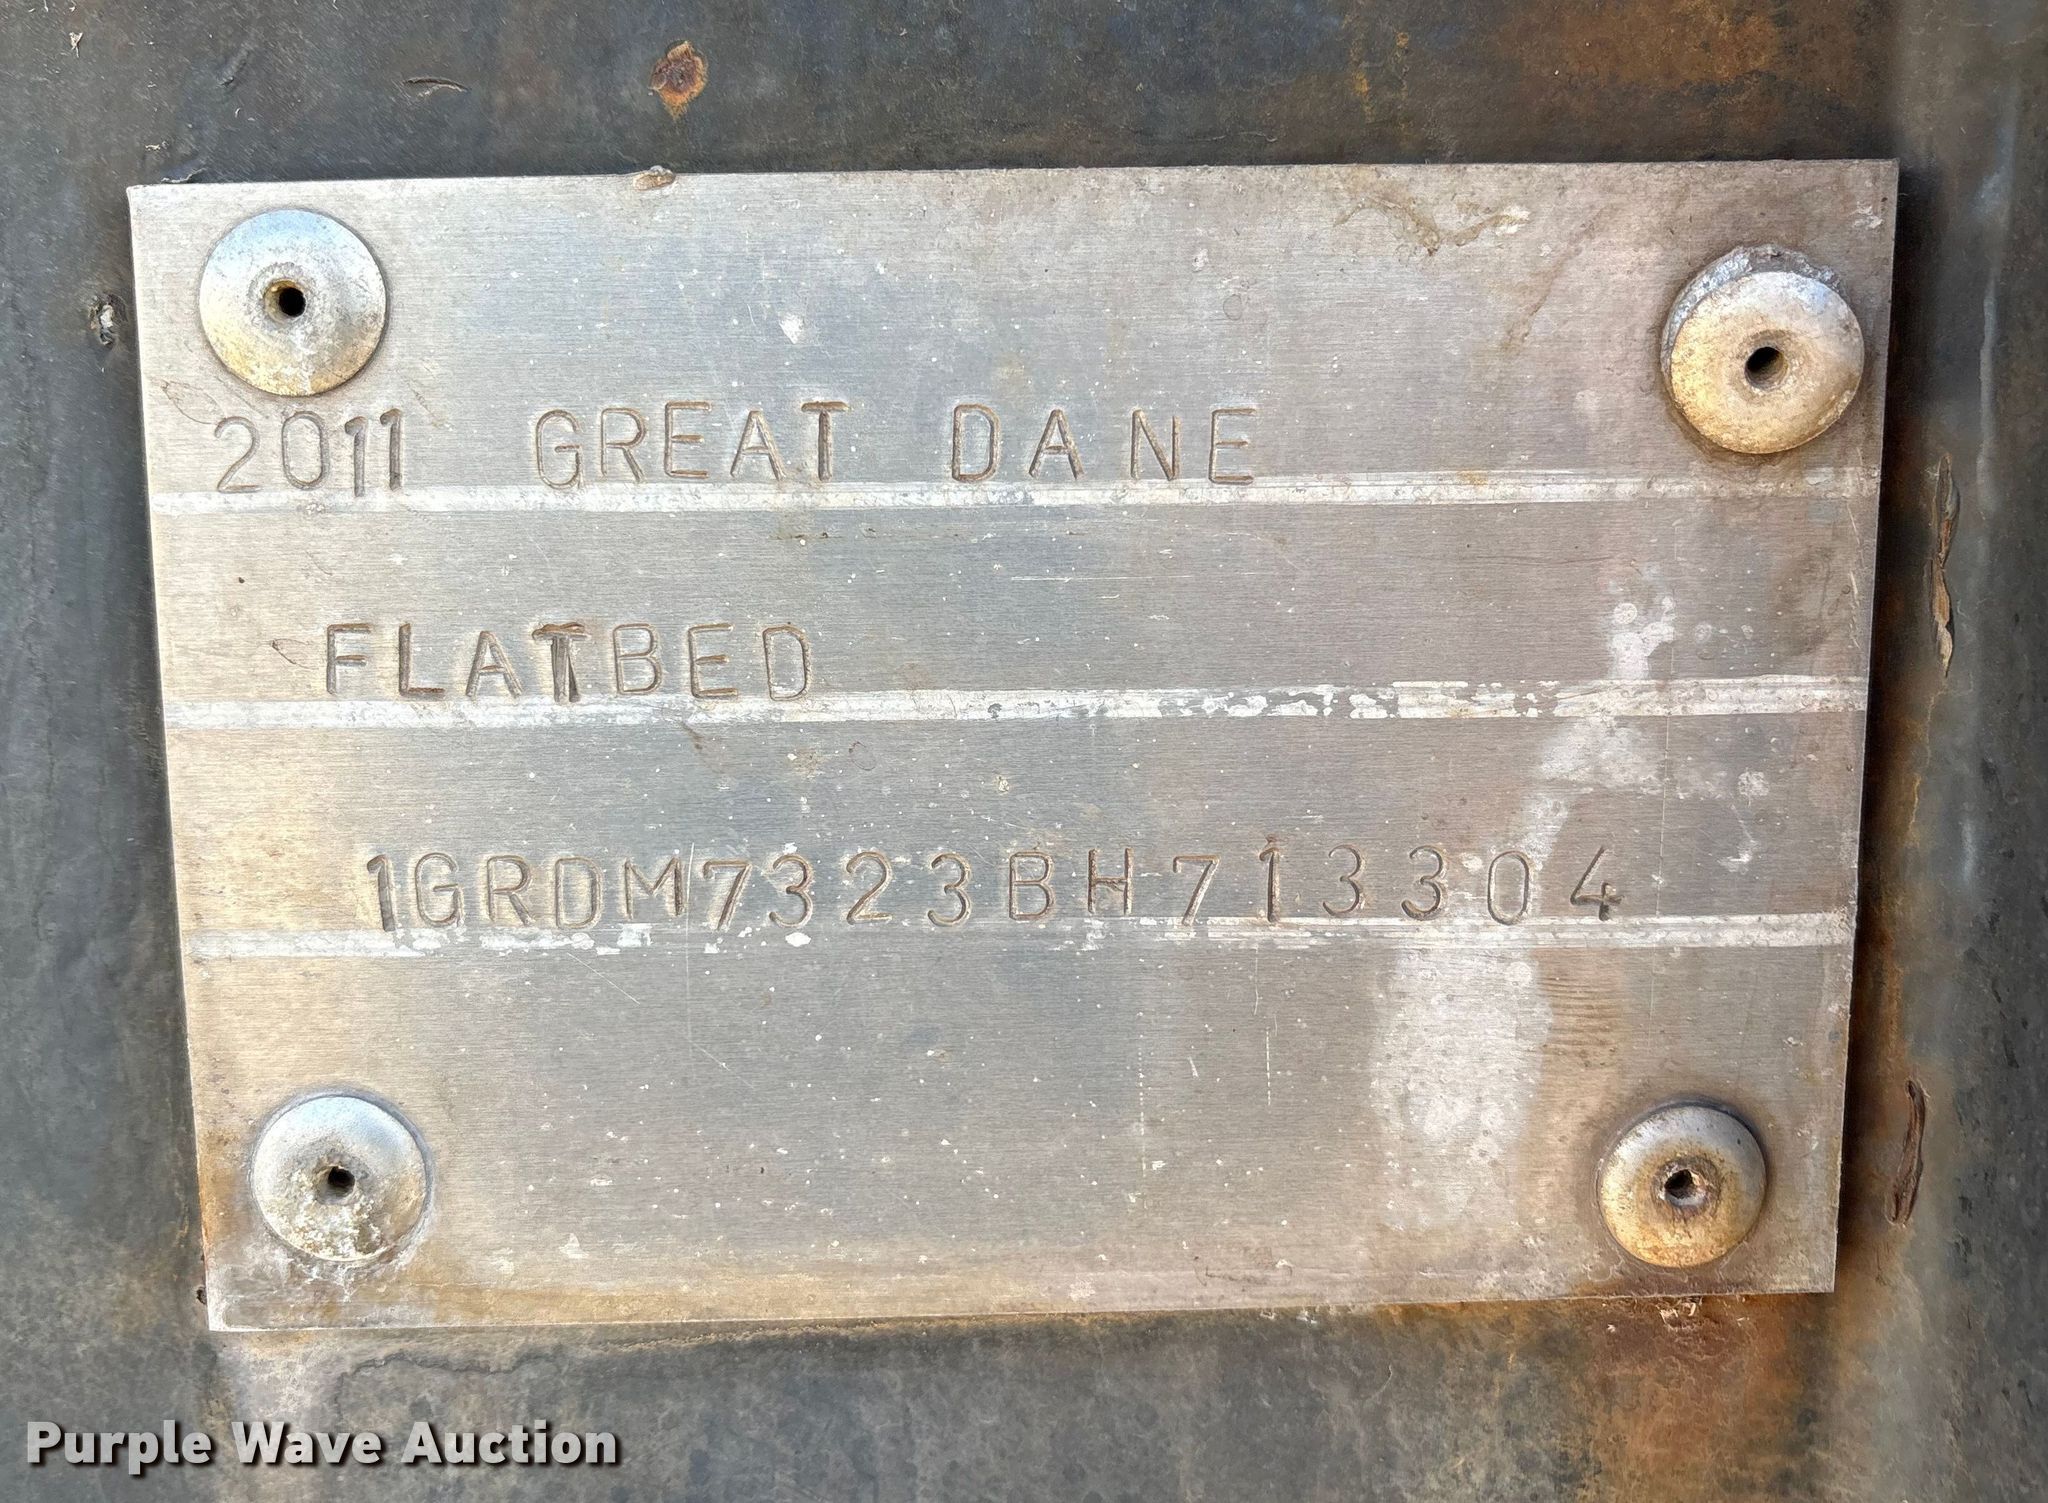 2011 GREAT DANE
FLATBED
1GRDM7323BH713304
Purple Wave Auction